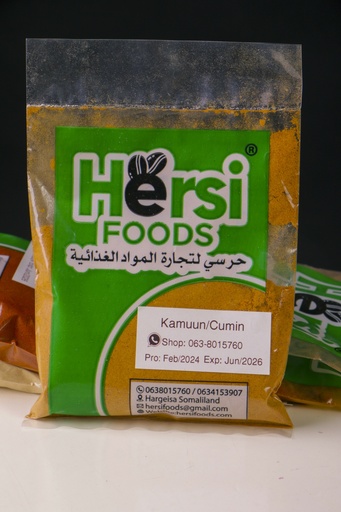 Hersi
®
FOODS
حرسي لتجارة المواد الغذائية
Kamuun/Cumin
Shop: 063-8015760
Pro: Feb/2024 Exp: Jun/2026
0638015760 / 0634153907
Hargeisa Somaliland
hersifoods@gmail.com
Hers